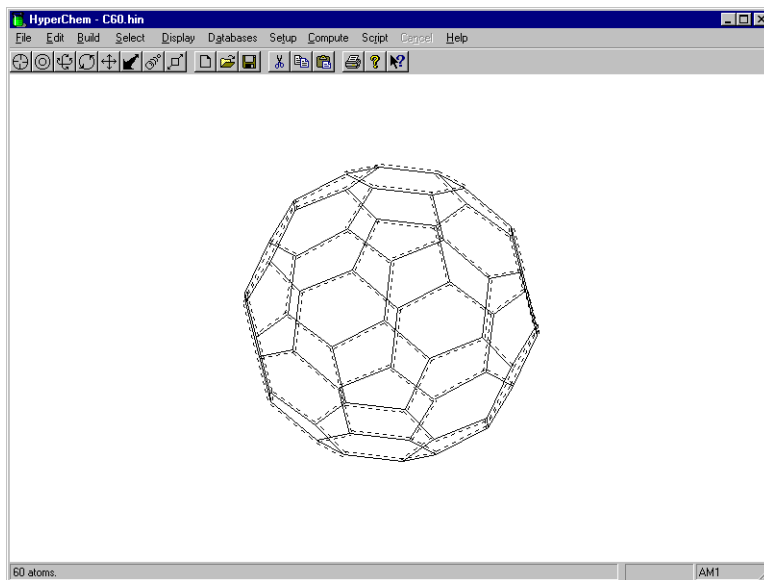 HyperChem - C60.hin
File Edit Build Select Display Databases Setup Compute Script Cancel Help
60 atoms. AM1